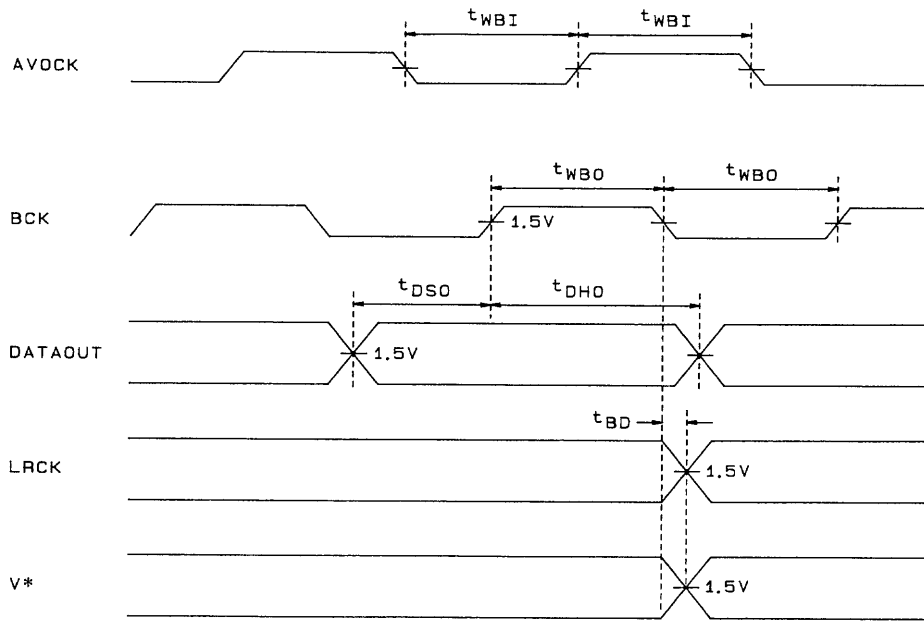 tWBI tWBI
AVOCK
tWBO tWBO
BCK 1.5V
tDSO tDHO
DATAOUT 1.5V
tBD
LRCK 1.5V
V* 1.5V